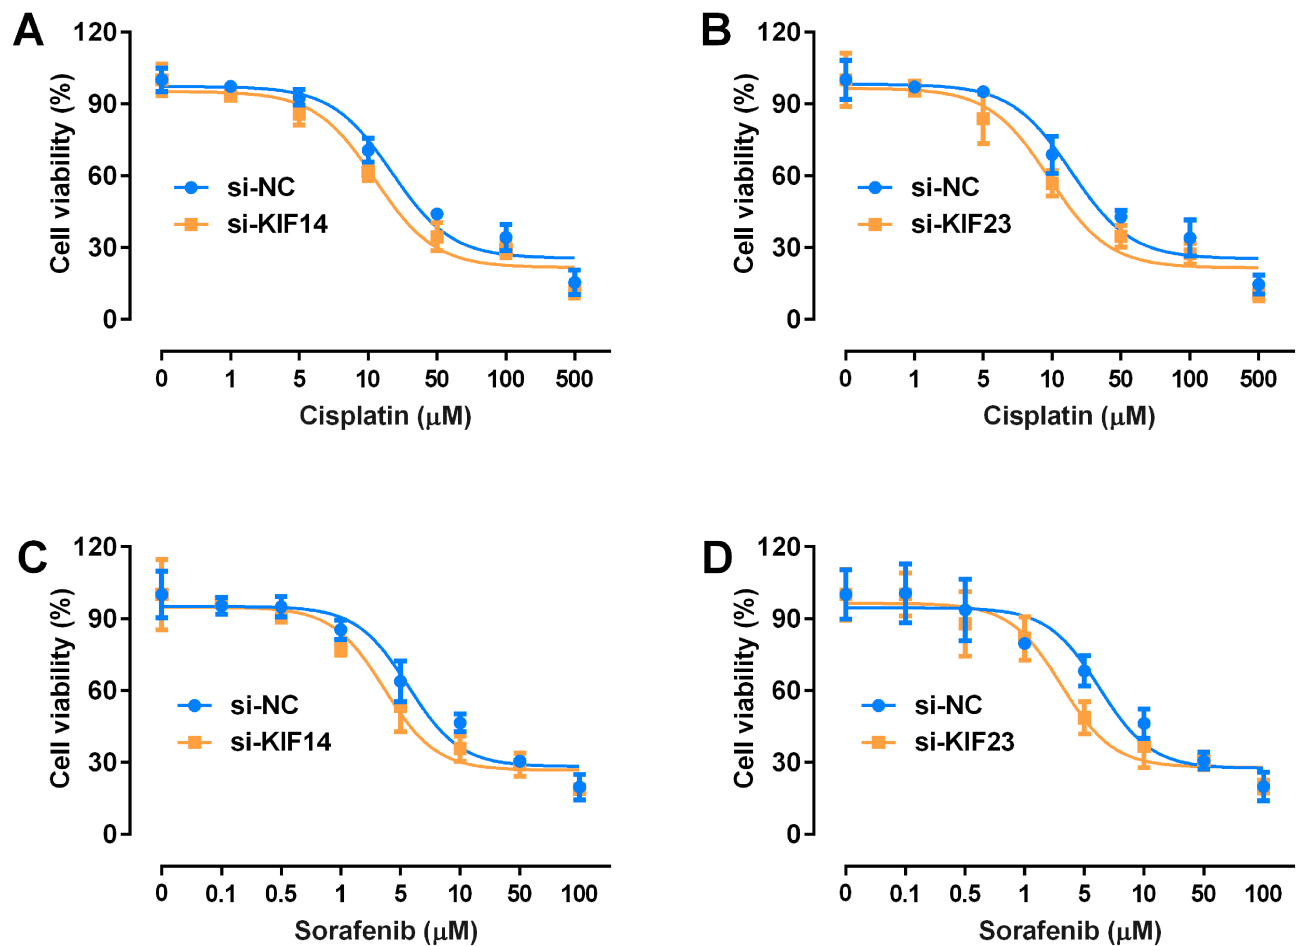 A
Cell viability (%)
120
90
60
30
0
si-NC
si-KIF14
0 1 5 10 50 100 500
Cisplatin (μM)
B
Cell viability (%)
120
90
60
30
0
si-NC
si-KIF23
0 1 5 10 50 100 500
Cisplatin (μM)
C
Cell viability (%)
120
90
60
30
0
si-NC
si-KIF14
0 0.1 0.5 1 5 10 50 100
Sorafenib (μM)
D
Cell viability (%)
120
90
60
30
0
si-NC
si-KIF23
0 0.1 0.5 1 5 10 50 100
Sorafenib (μM)